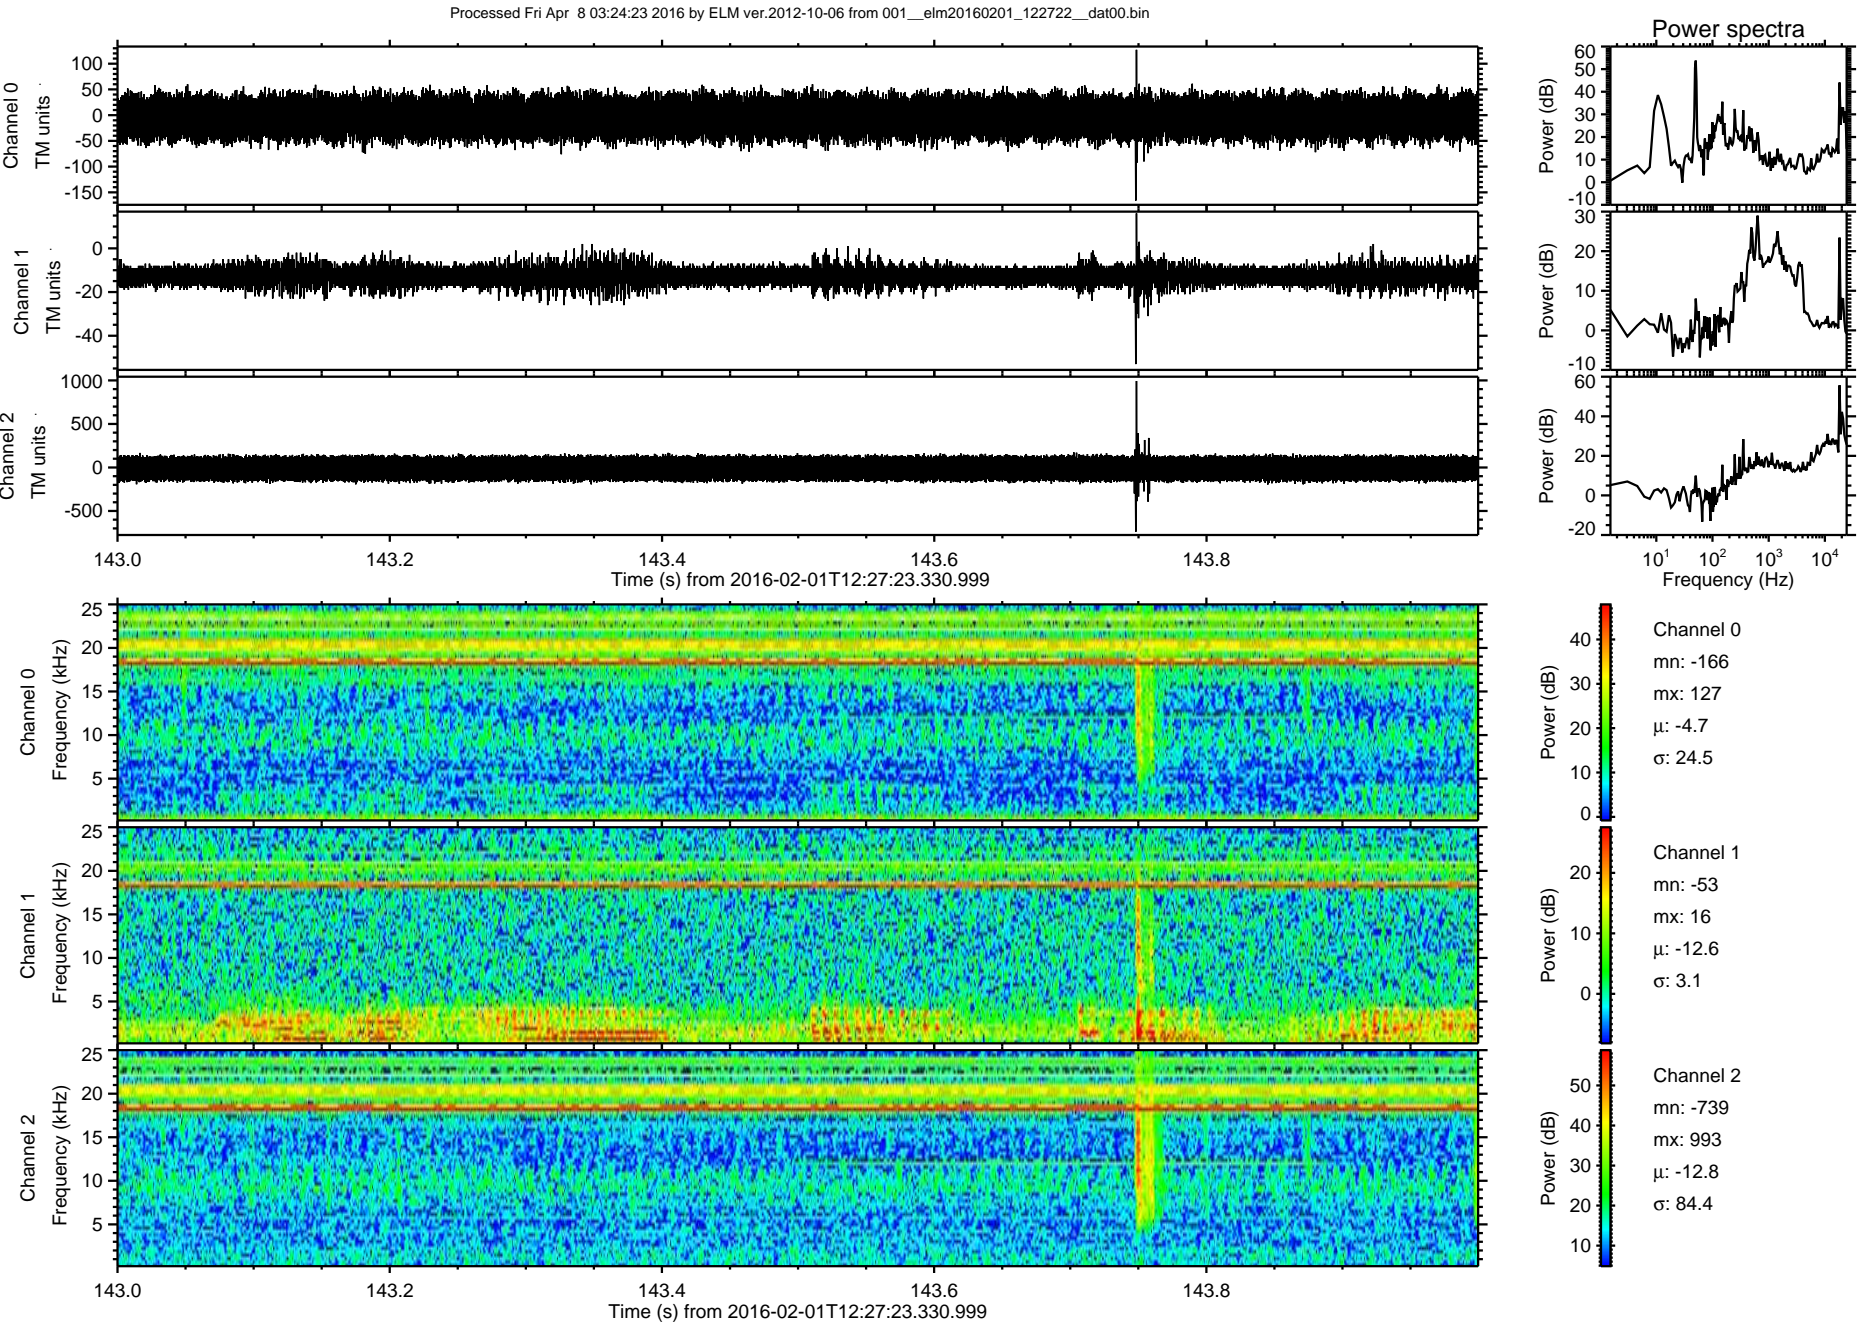 Processed Fri Apr  8 03:24:23 2016 by ELM ver.2012-10-06 from 001__elm20160201_122722__dat00.bin
Power spectra
Channel 0
TM units
100
50
0
-50
-100
-150
Power (dB)
60
50
40
30
20
10
0
-10
Channel 1
TM units
0
-20
-40
Power (dB)
30
20
10
0
-10
Channel 2
TM units
1000
500
0
-500
Power (dB)
60
40
20
0
-20
143.0 143.2 143.4 143.6 143.8
Time (s) from 2016-02-01T12:27:23.330.999
10¹ 10² 10³ 10⁴
Frequency (Hz)
Channel 0
Frequency (kHz)
25
20
15
10
5
Power (dB)
40
30
20
10
0
Channel 0
mn: -166
mx: 127
μ: -4.7
σ: 24.5
Channel 1
Frequency (kHz)
25
20
15
10
5
Power (dB)
20
10
0
Channel 1
mn: -53
mx: 16
μ: -12.6
σ: 3.1
Channel 2
Frequency (kHz)
25
20
15
10
5
Power (dB)
50
40
30
20
10
Channel 2
mn: -739
mx: 993
μ: -12.8
σ: 84.4
143.0 143.2 143.4 143.6 143.8
Time (s) from 2016-02-01T12:27:23.330.999